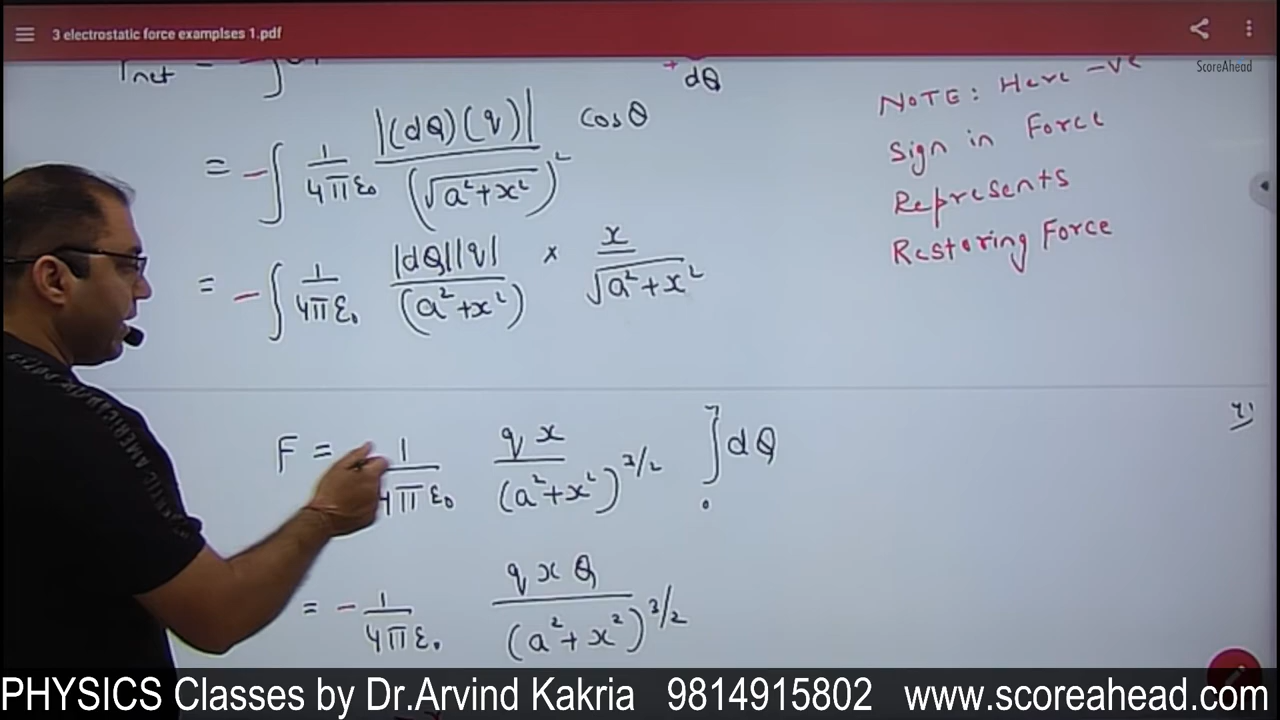 3 electrostatic force examplses 1.pdf
ScoreAhead
dQ
NOTE: Here -ve
Sign in Force
Represents
Restoring Force
= -∫ 1/4πε₀ |(dQ)(q)|/(√a²+x²)² cosθ
= -∫ 1/4πε₀ |dQ||q|/(a²+x²) × x/√a²+x²
F = 1/4πε₀ qx/(a²+x²)^3/2 ∫dQ
= - 1/4πε₀ qxQ/(a²+x²)^3/2
PHYSICS Classes by Dr.Arvind Kakria 9814915802 www.scoreahead.com